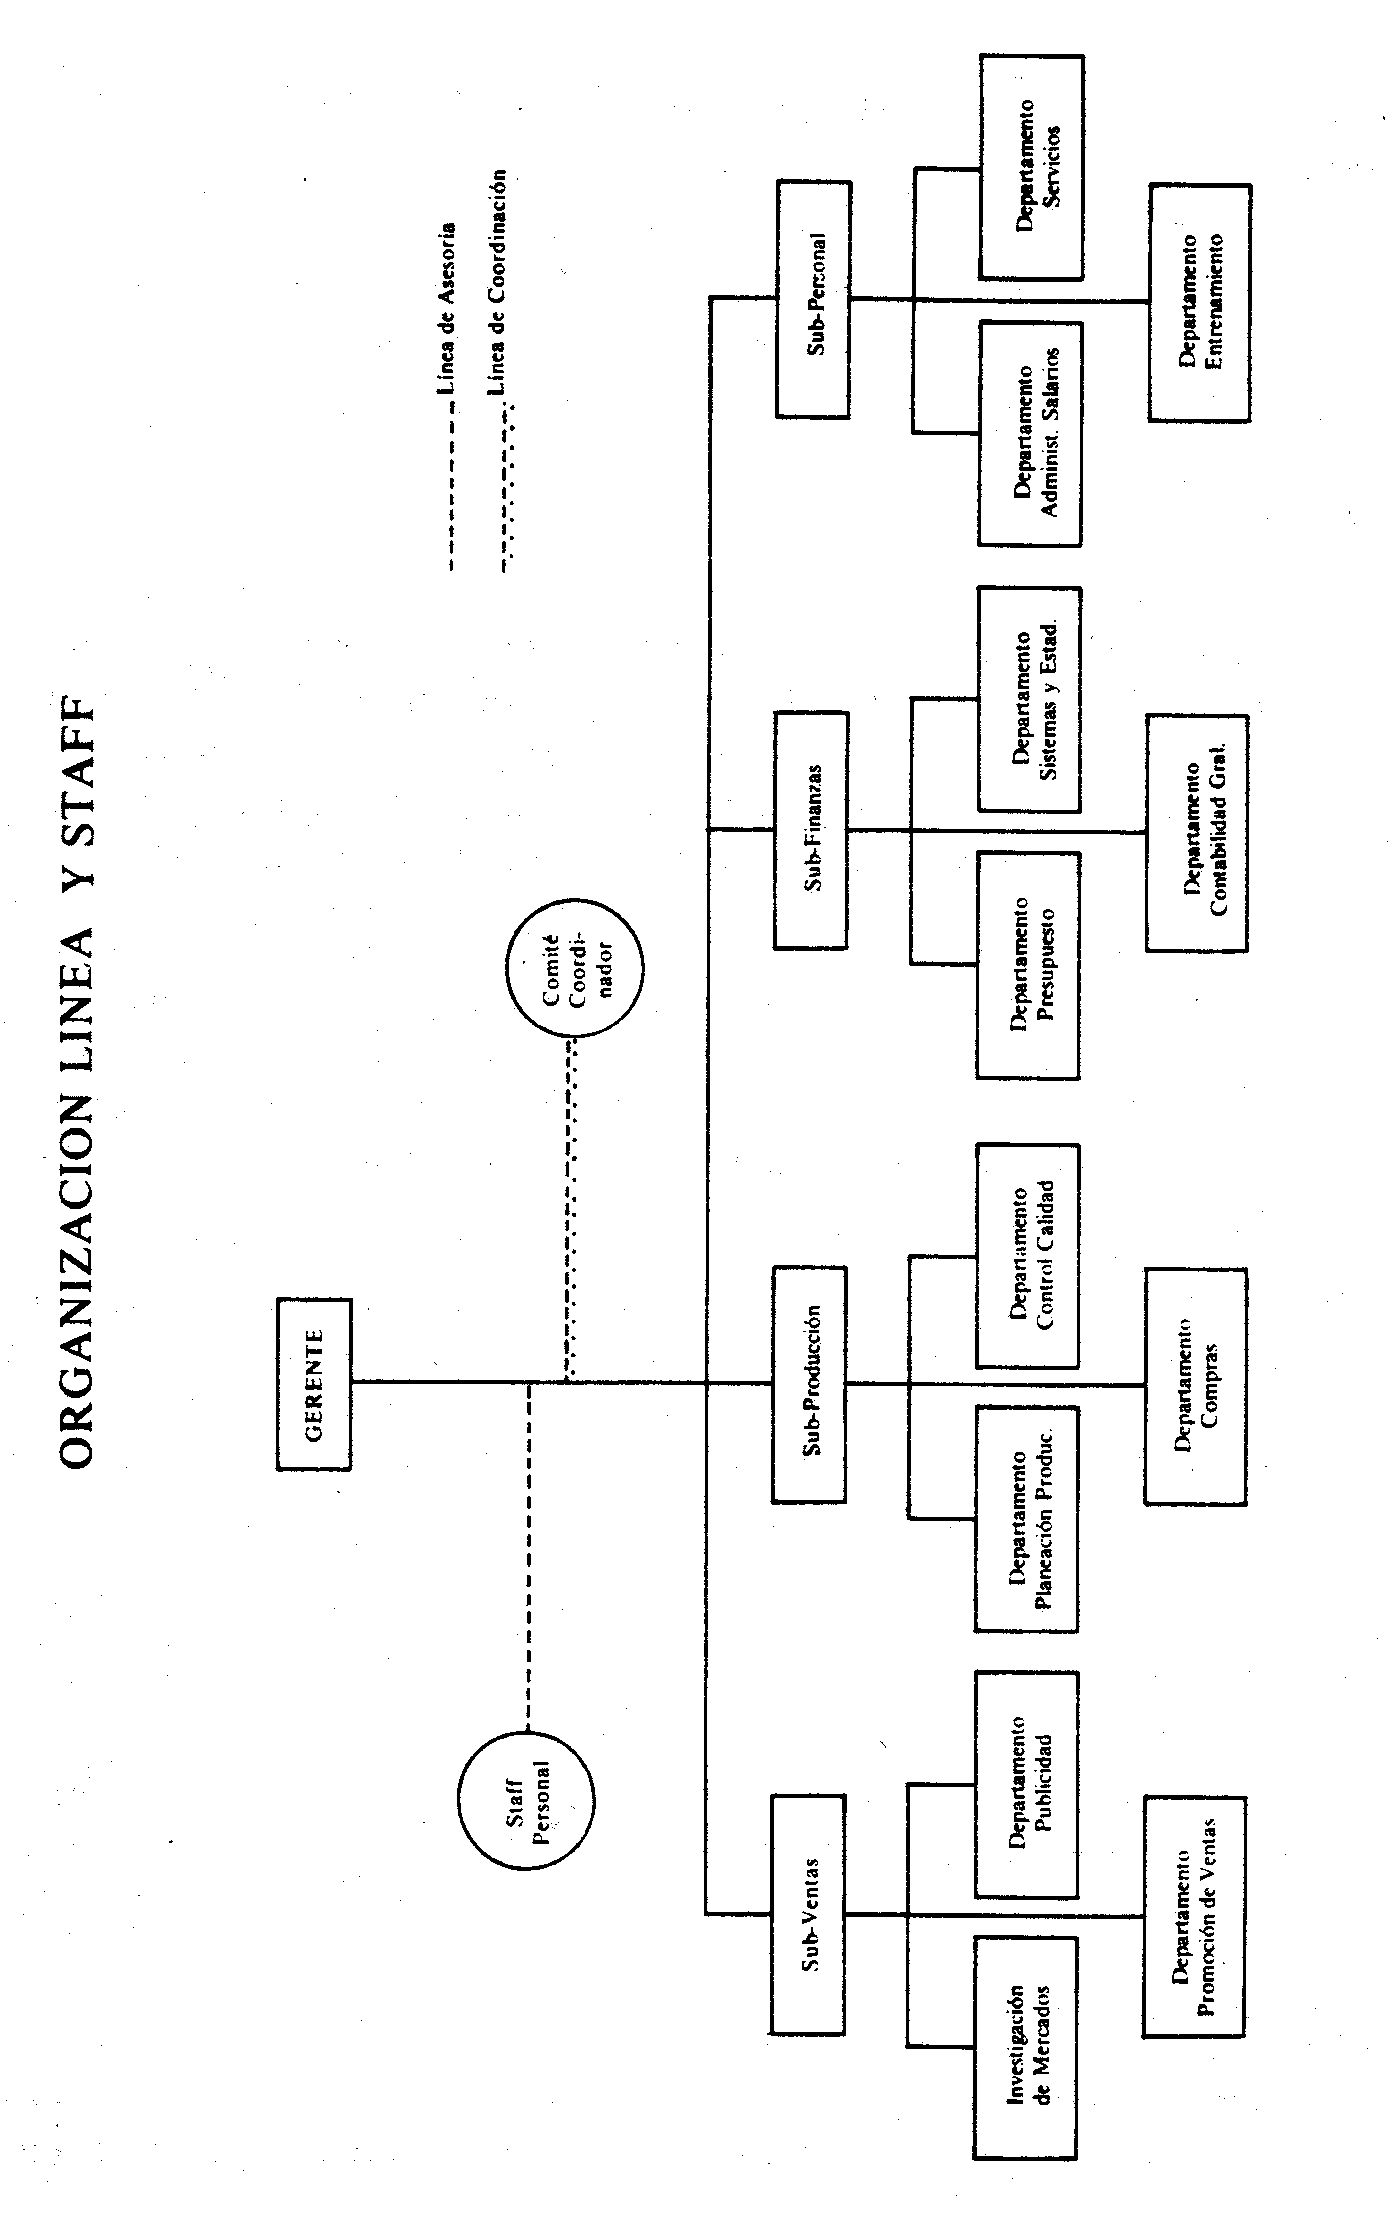 ORGANIZACION LINEA Y STAFF
GERENTE
Línea de Asesoría
Línea de Coordinación
Staff
Personal
Comité
Coordi-
nador
Sub-Ventas
Sub-Producción
Sub-Finanzas
Sub-Personal
Investigación
de Mercados
Departamento
Publicidad
Departamento
Planeación Produc.
Departamento
Control Calidad
Departamento
Presupuesto
Departamento
Sistemas y Estad.
Departamento
Administ. Salarios
Departamento
Servicios
Departamento
Promoción de Ventas
Departamento
Compras
Departamento
Contabilidad Gral.
Departamento
Entrenamiento